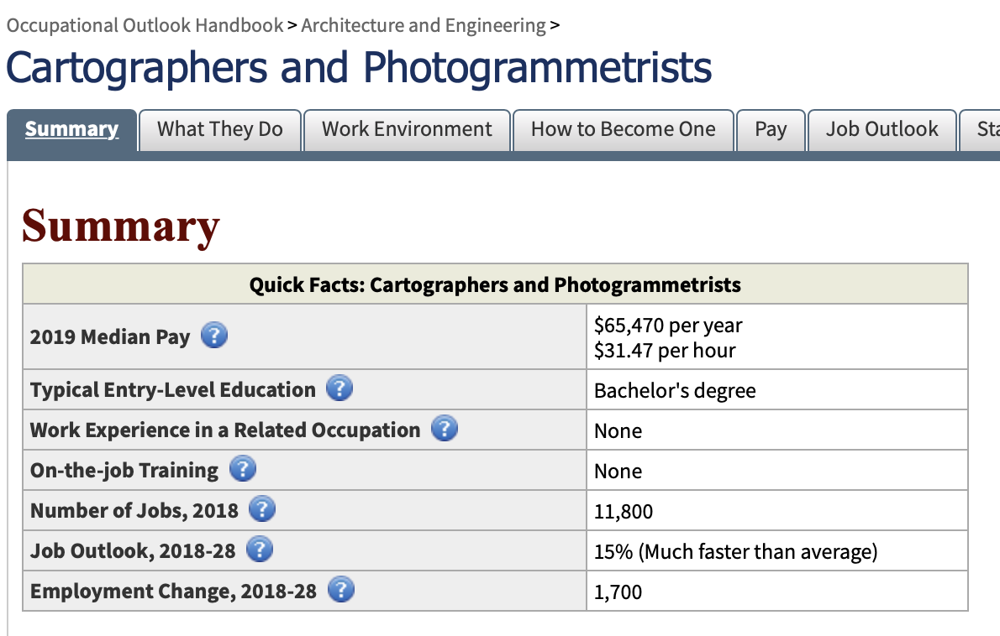 Occupational Outlook Handbook > Architecture and Engineering >
Cartographers and Photogrammetrists
Summary What They Do Work Environment How to Become One Pay Job Outlook
Summary
Quick Facts: Cartographers and Photogrammetrists
2019 Median Pay ? $65,470 per year
$31.47 per hour
Typical Entry-Level Education ? Bachelor's degree
Work Experience in a Related Occupation ? None
On-the-job Training ? None
Number of Jobs, 2018 ? 11,800
Job Outlook, 2018-28 ? 15% (Much faster than average)
Employment Change, 2018-28 ? 1,700